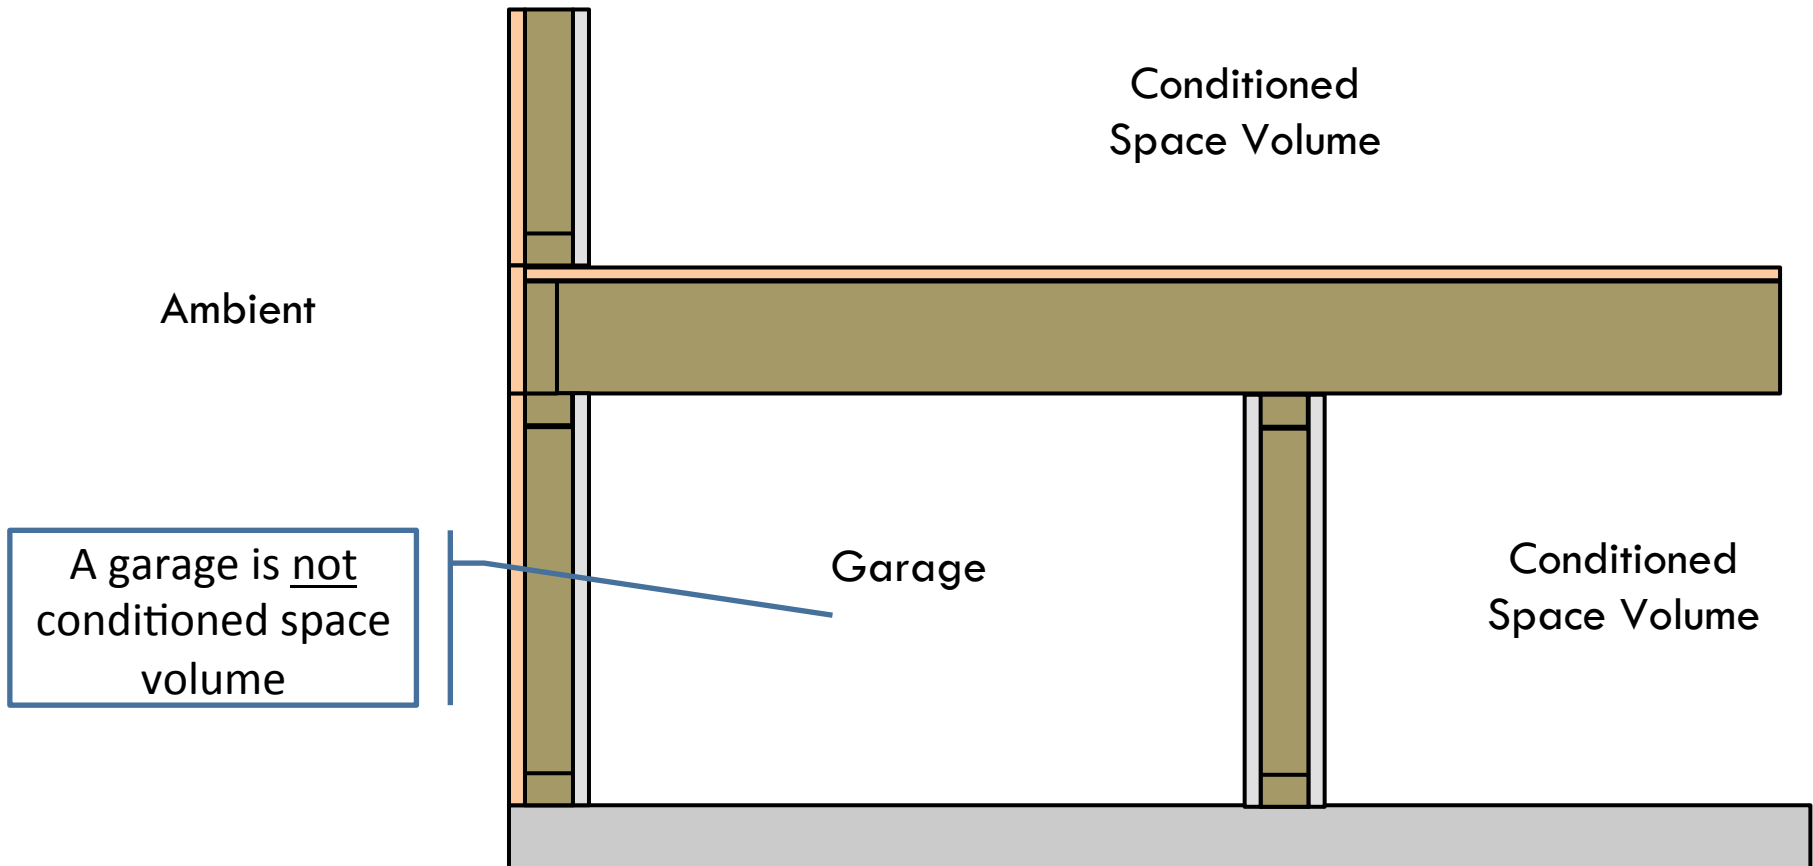 Conditioned
Space Volume
Ambient
A garage is not
conditioned space
volume
Garage
Conditioned
Space Volume